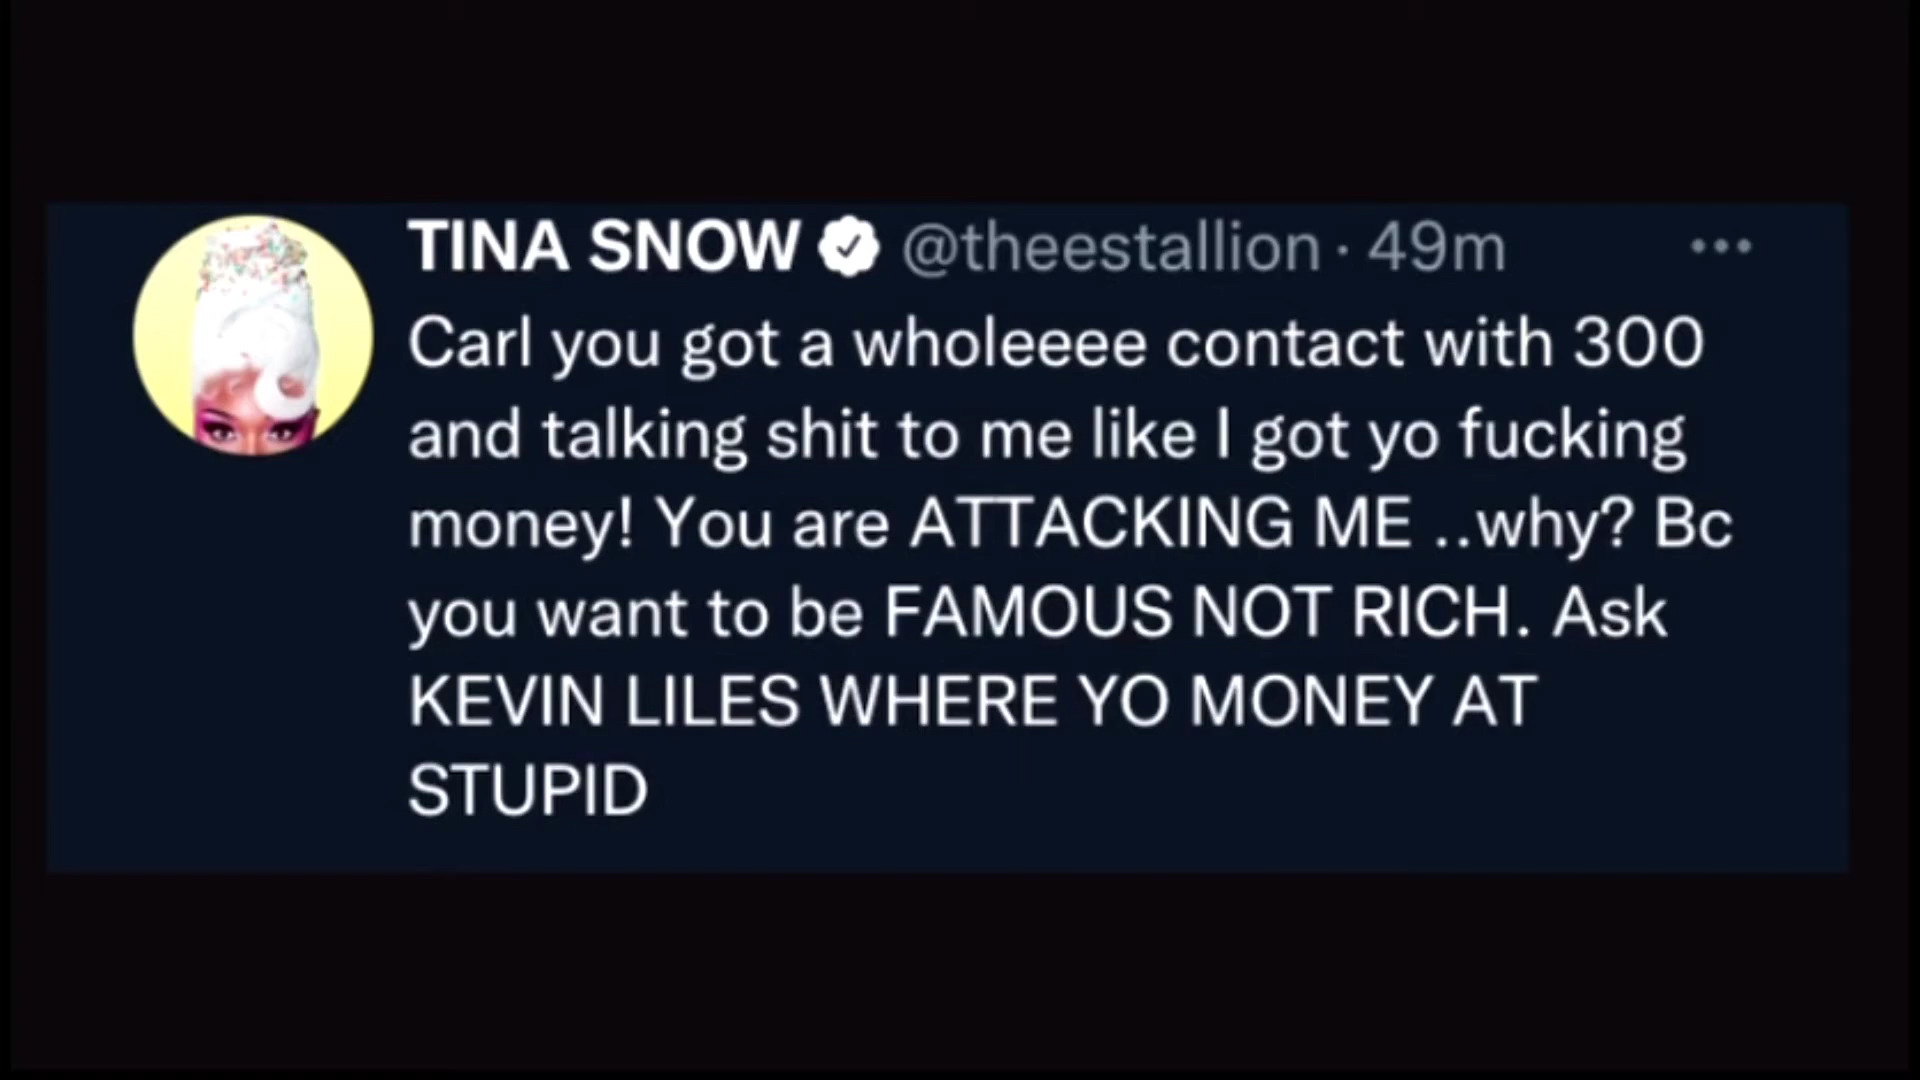 TINA SNOW @theestallion · 49m
Carl you got a wholeeee contact with 300
and talking shit to me like I got yo fucking
money! You are ATTACKING ME ..why? Bc
you want to be FAMOUS NOT RICH. Ask
KEVIN LILES WHERE YO MONEY AT
STUPID